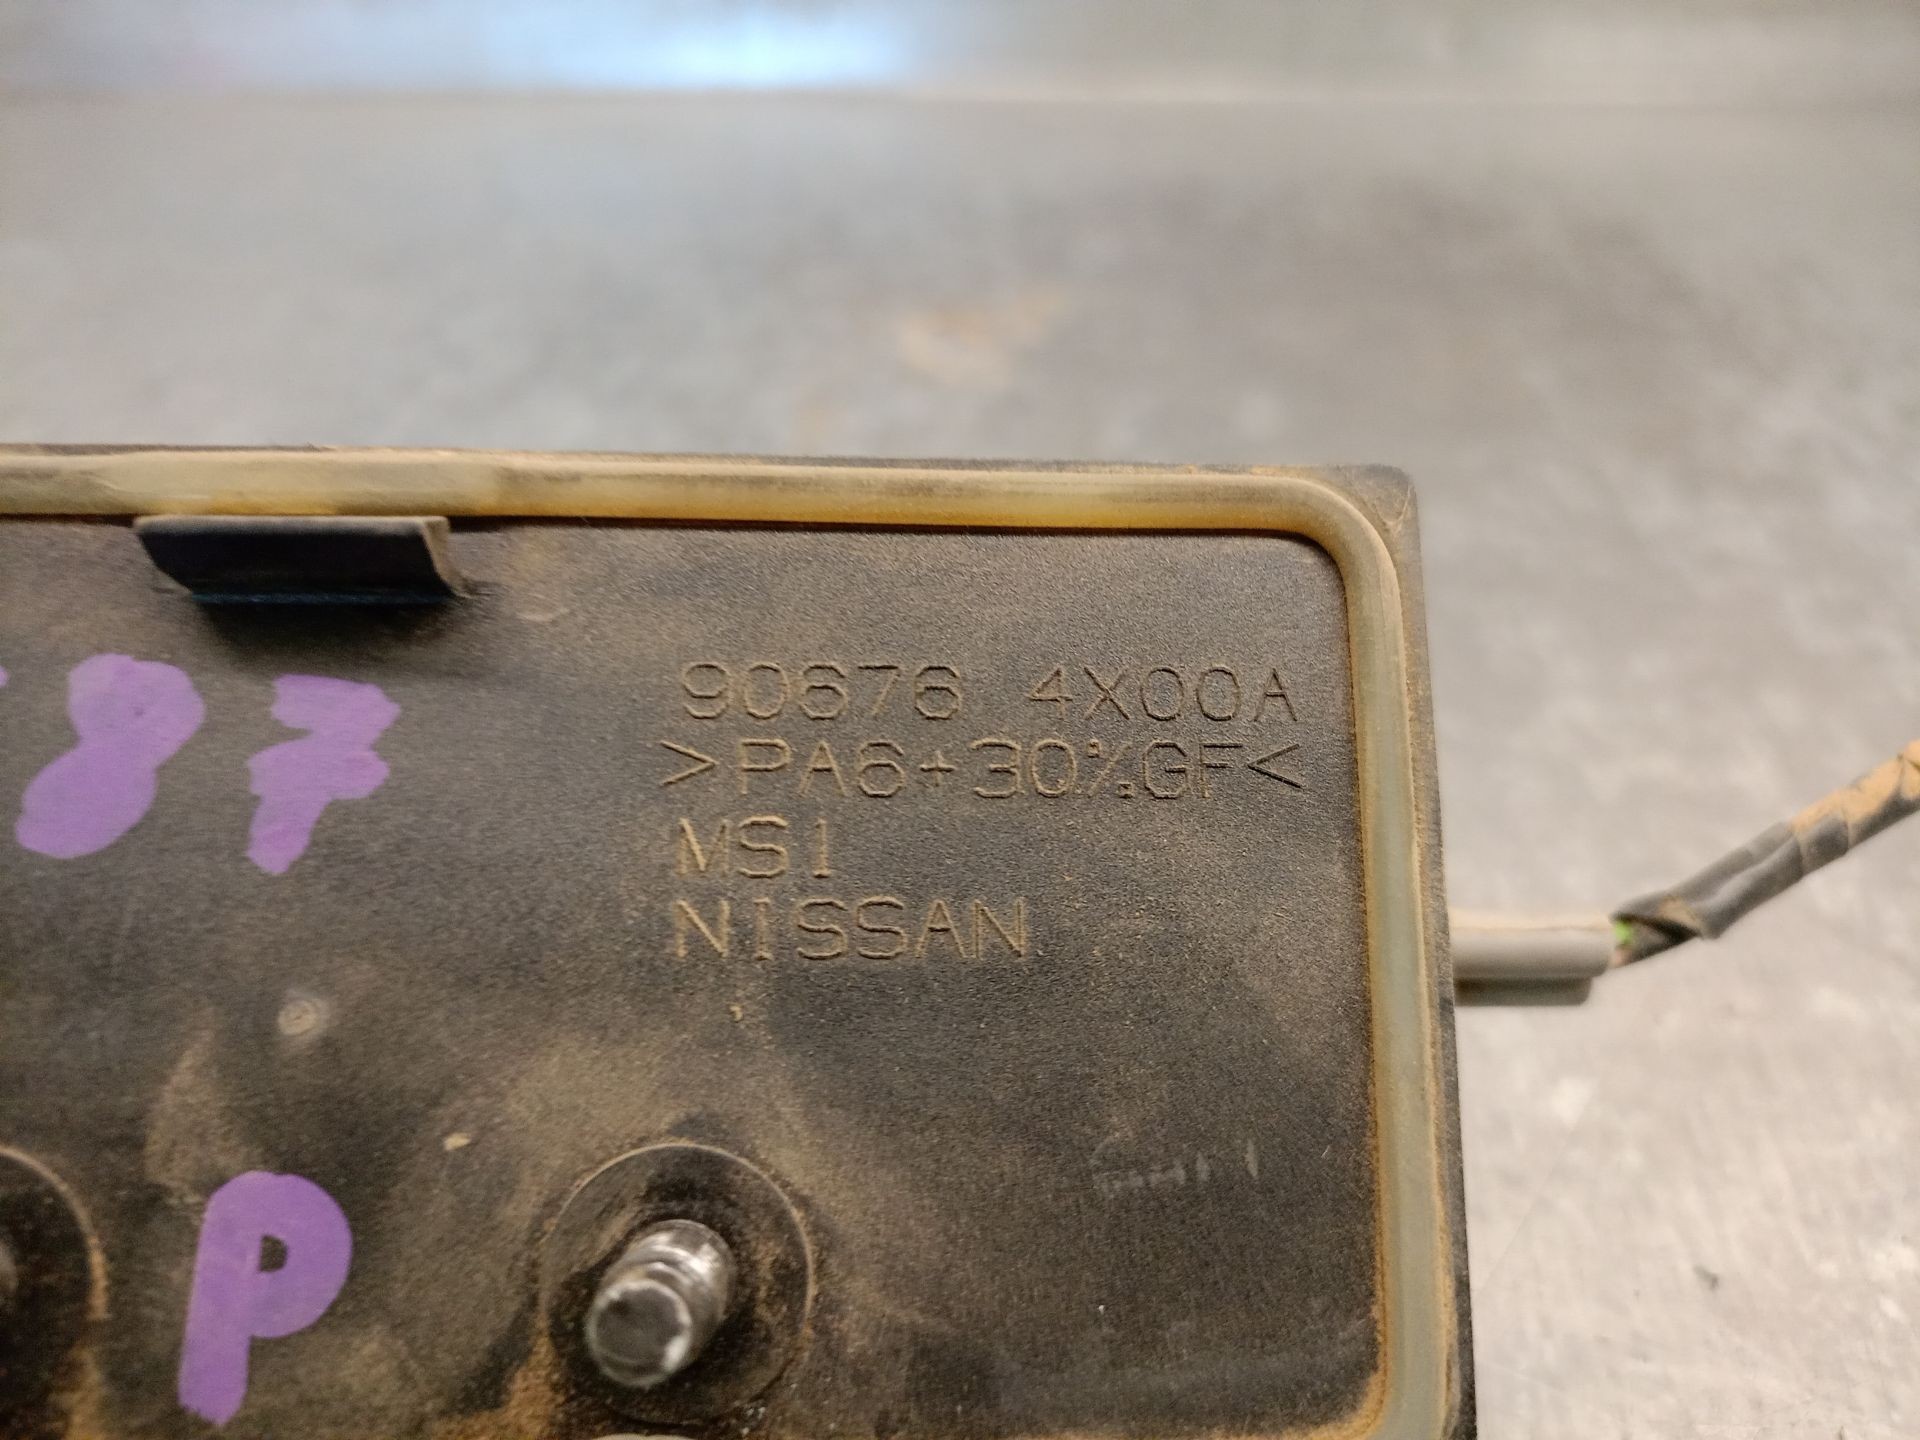 87
90676 4X00A
>PA6+30%GF<
MS1
NISSAN
P